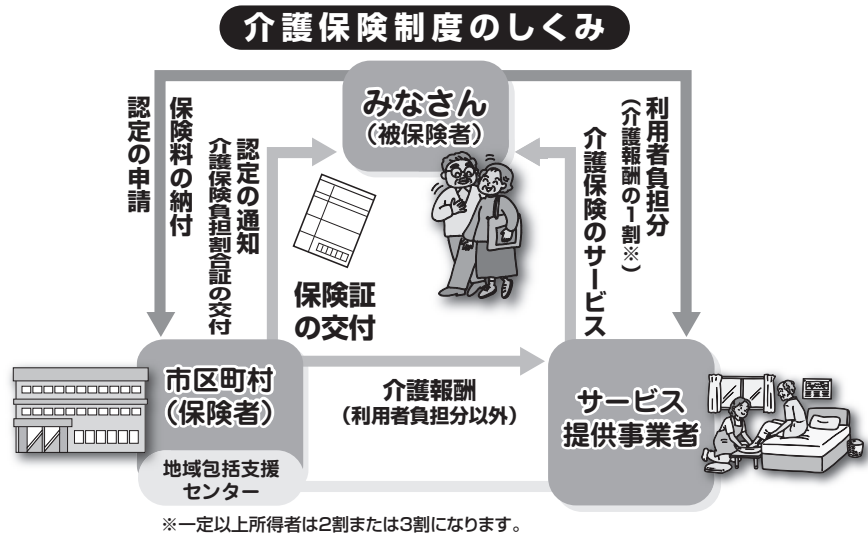 介護保険制度のしくみ
みなさん
（被保険者）
認定の申請
保険料の納付
認定の通知
介護保険負担割合証の交付
保険証
の交付
介護保険のサービス
利用者負担分
（介護報酬の1割※）
市区町村
（保険者）
地域包括支援
センター
介護報酬
（利用者負担分以外）
サービス
提供事業者
※一定以上所得者は2割または3割になります。